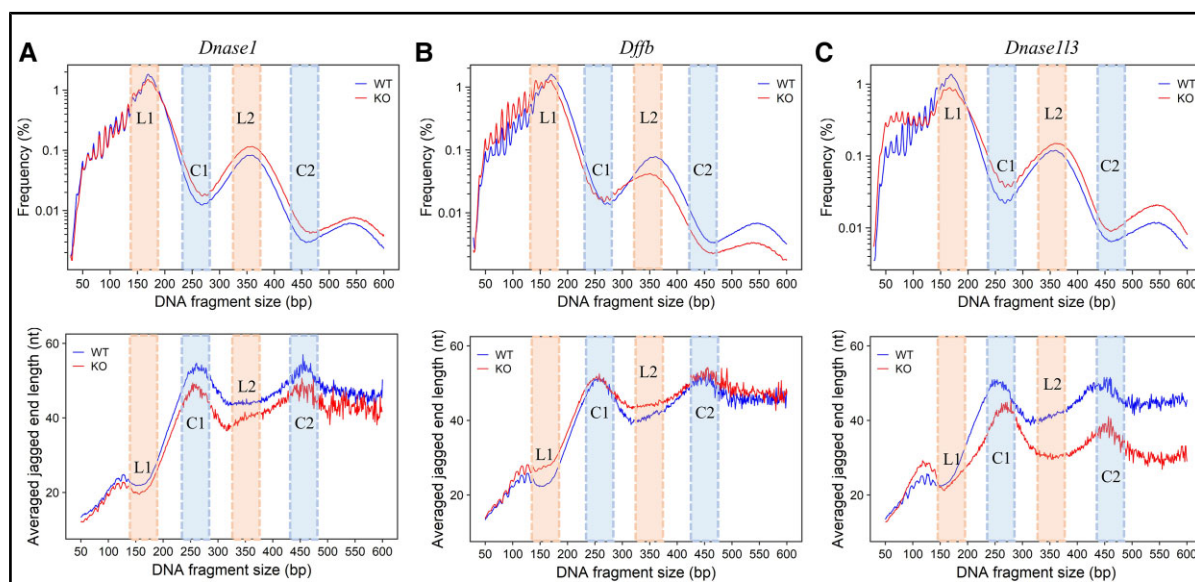 A
Dnase1
Frequency (%)
1
0.1
0.01
WT
KO
L1
C1
L2
C2
50 100 150 200 250 300 350 400 450 500 550 600
DNA fragment size (bp)
B
Dffb
Frequency (%)
1.0
0.1
0.01
WT
KO
L1
C1
L2
C2
50 100 150 200 250 300 350 400 450 500 550 600
DNA fragment size (bp)
C
Dnase1l3
Frequency (%)
1
0.1
0.01
WT
KO
L1
C1
L2
C2
50 100 150 200 250 300 350 400 450 500 550 600
DNA fragment size (bp)
Averaged jagged end length (nt)
60
40
20
WT
KO
L1
C1
L2
C2
50 100 150 200 250 300 350 400 450 500 550 600
DNA fragment size (bp)
Averaged jagged end length (nt)
60
40
20
WT
KO
L1
C1
L2
C2
50 100 150 200 250 300 350 400 450 500 550 600
DNA fragment size (bp)
Averaged jagged end length (nt)
60
40
20
WT
KO
L1
C1
L2
C2
50 100 150 200 250 300 350 400 450 500 550 600
DNA fragment size (bp)